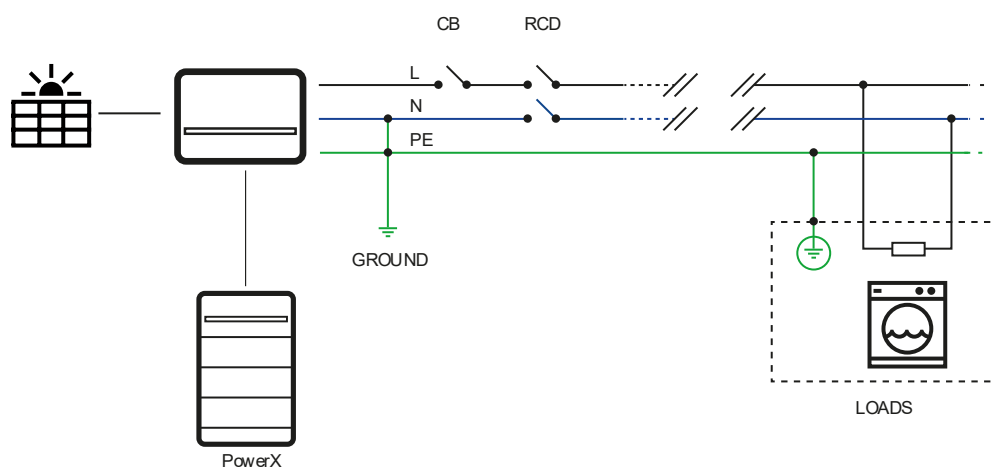 CB
RCD
L
N
PE
GROUND
LOADS
PowerX